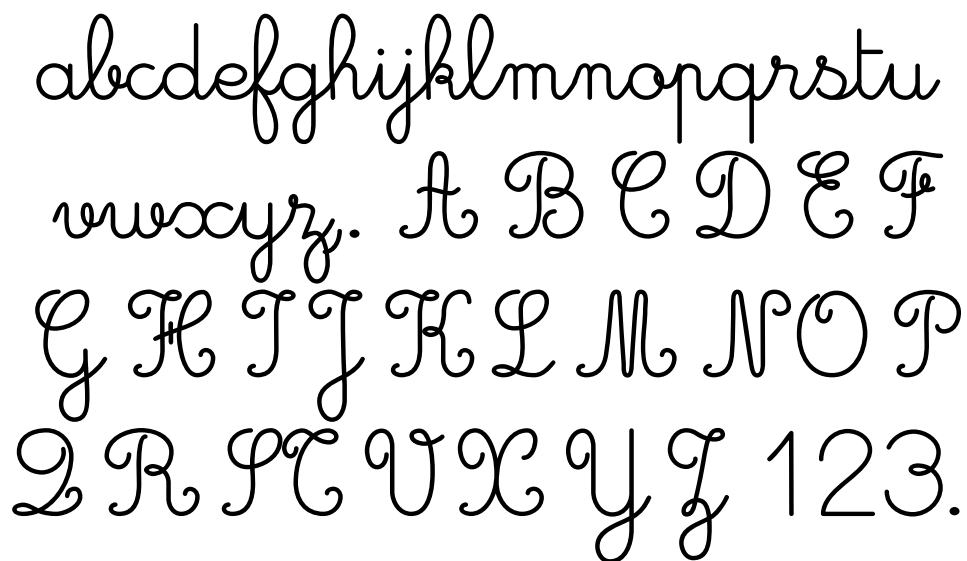 abcdefghijklmnopqrstu
vwxyz. A B C D E F
G H I J K L M N O P
Q R S T U X Y Z 123.